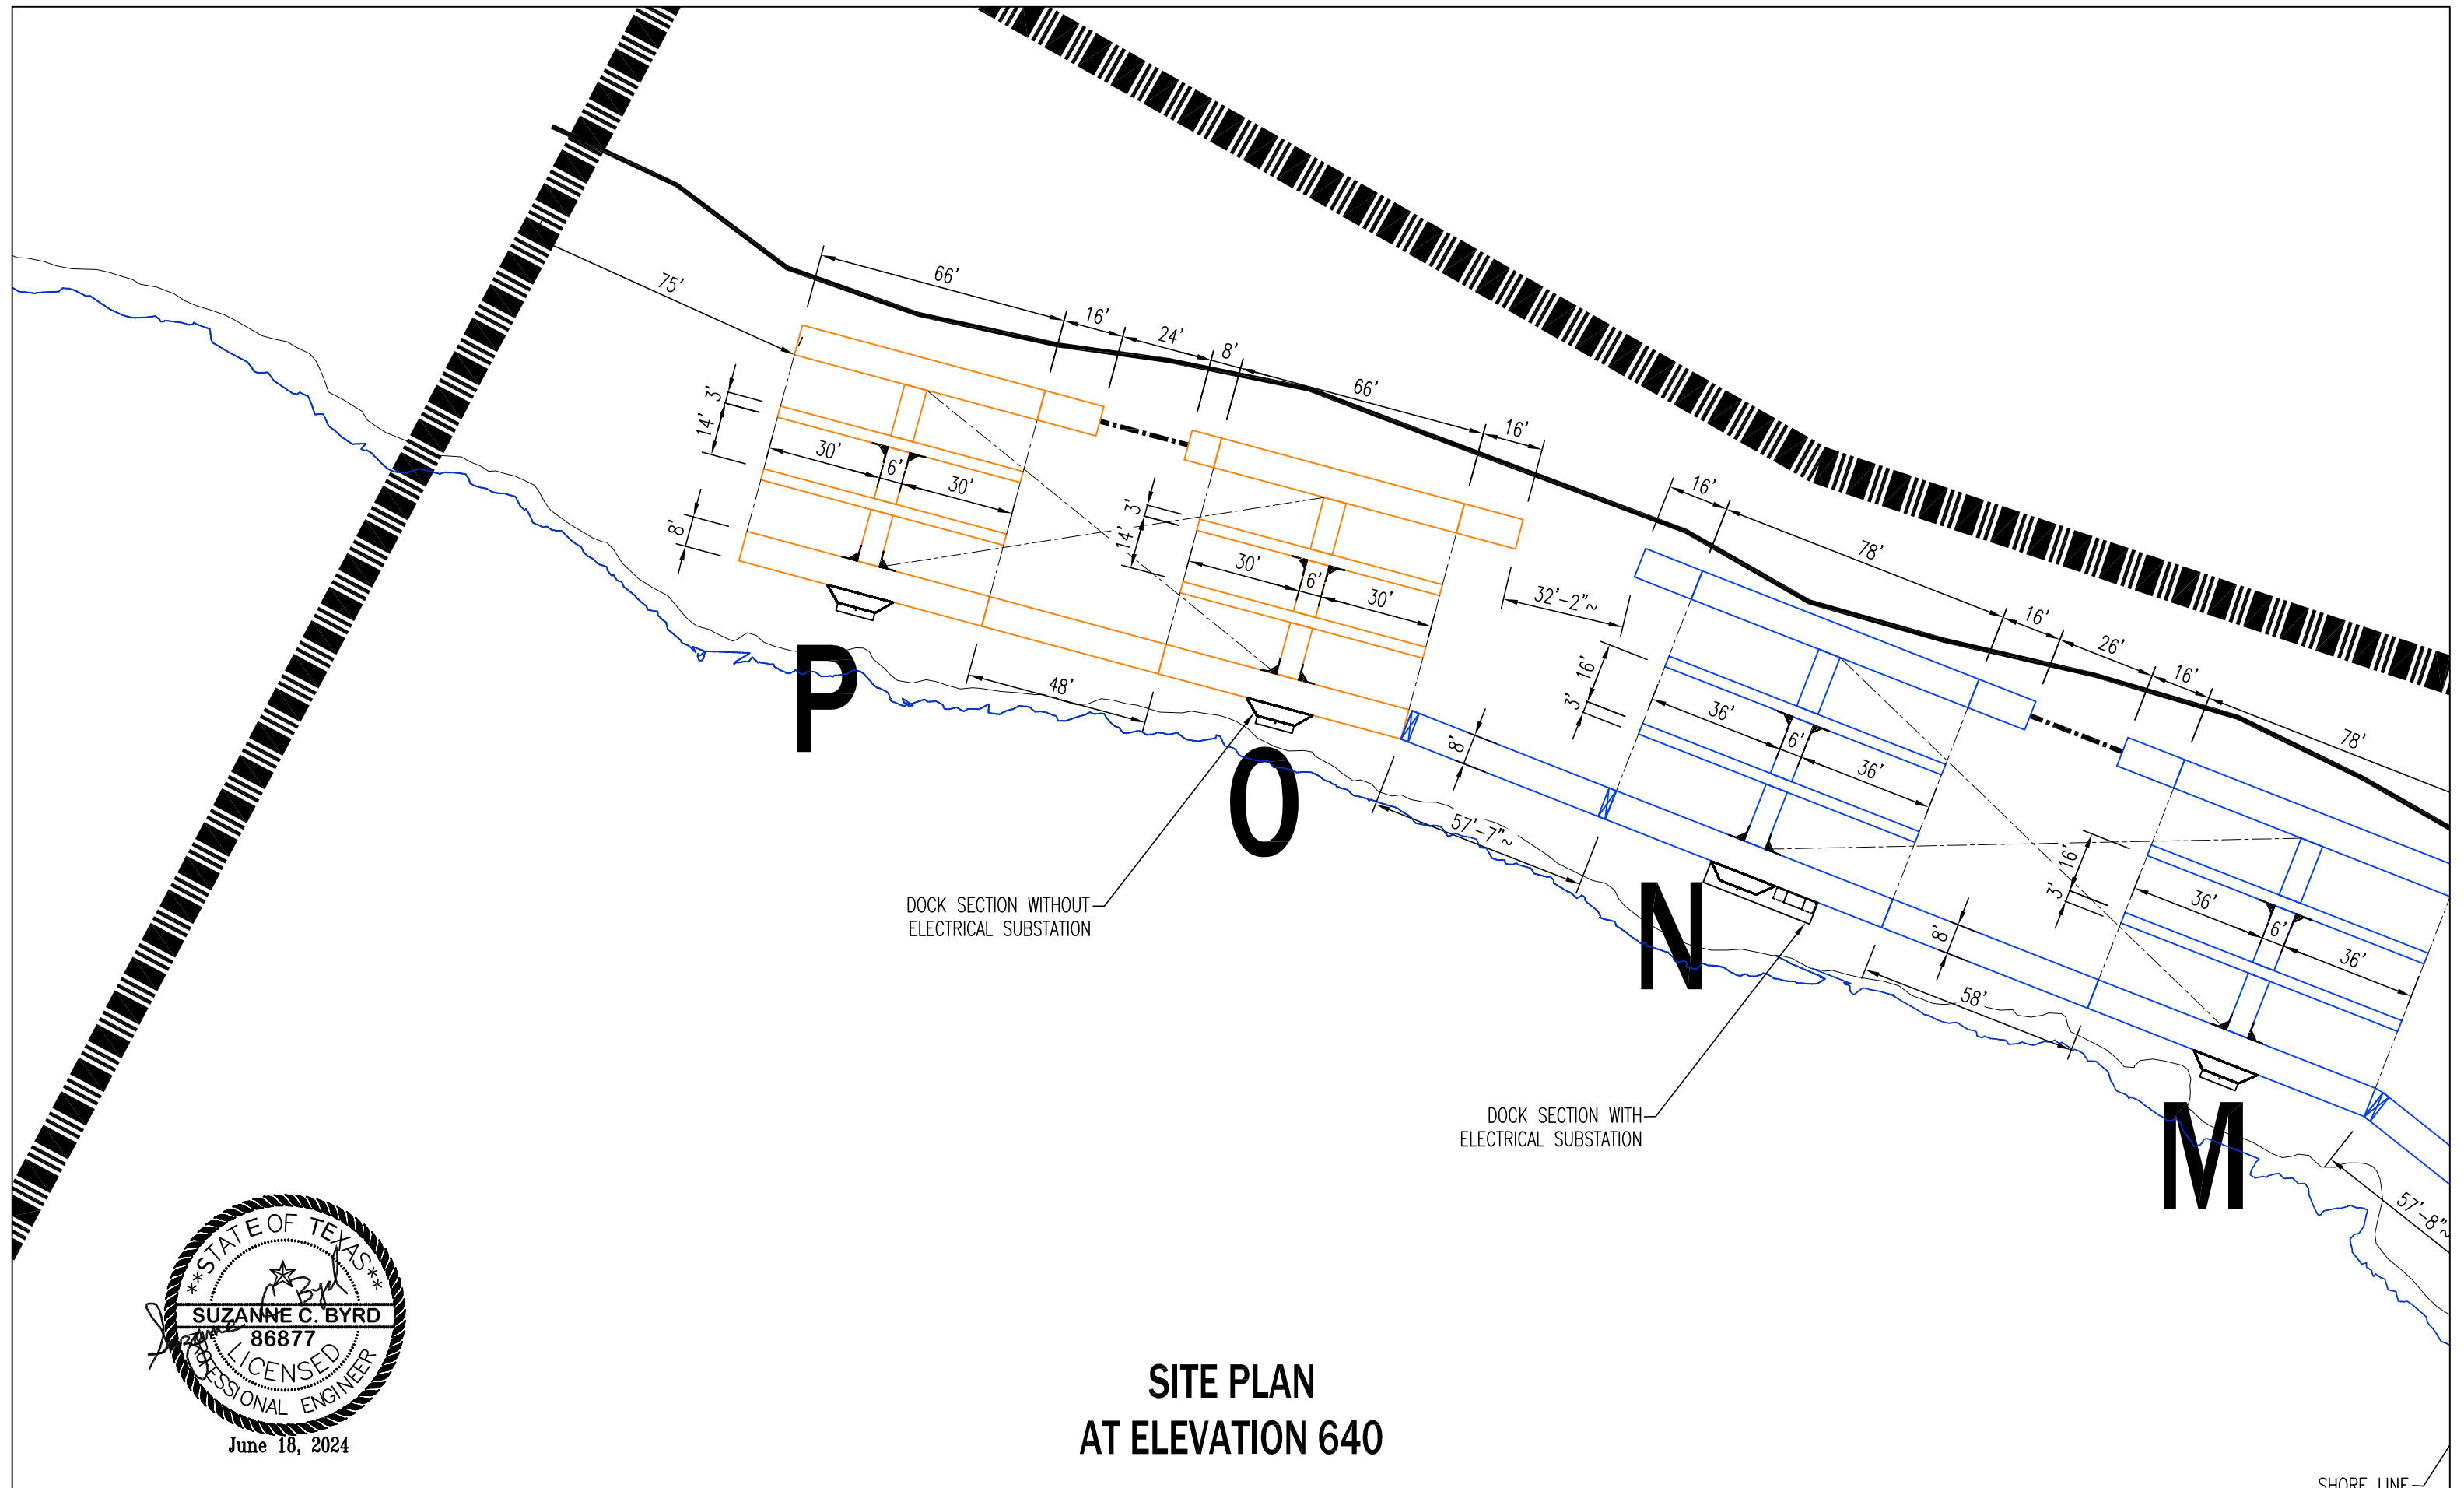 75'
66'
16'
24'
8'
66'
16'
16'
78'
16'
26'
16'
78'
3'
14'
30'
6'
30'
8'
3'
14'
30'
6'
30'
32'-2"~
16'
3'
36'
6'
36'
8'
16'
3'
36'
6'
36'
8'
48'
57'-7"~
58'
57'-8"~
P
O
N
M
DOCK SECTION WITHOUT
ELECTRICAL SUBSTATION
DOCK SECTION WITH
ELECTRICAL SUBSTATION
**STATE OF TEXAS**
SUZANNE C. BYRD
86877
LICENSED
PROFESSIONAL ENGINEER
June 18, 2024
SITE PLAN
AT ELEVATION 640
SHORE LINE